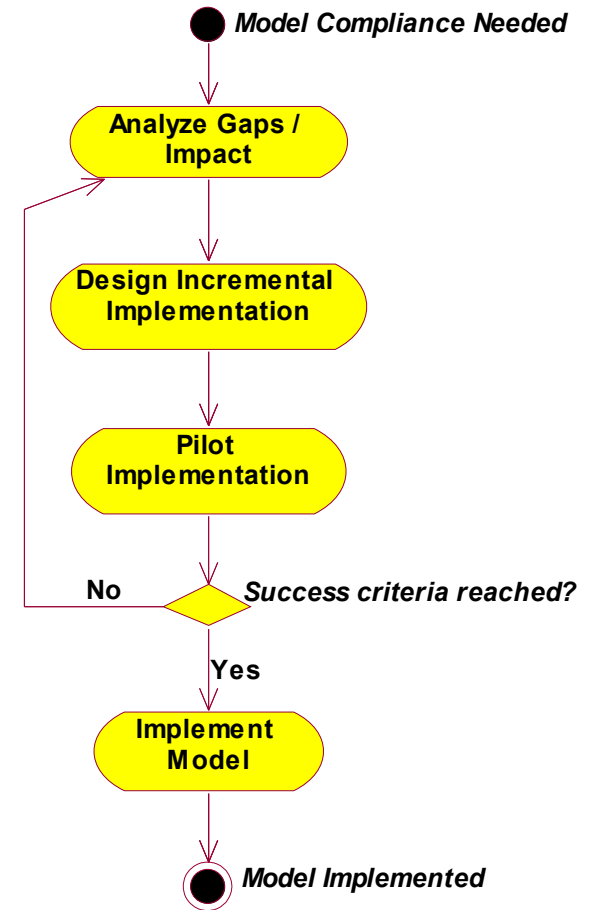 Model Compliance Needed
Analyze Gaps /
Impact
Design Incremental
Implementation
Pilot
Implementation
No
Success criteria reached?
Yes
Implement
Model
Model Implemented